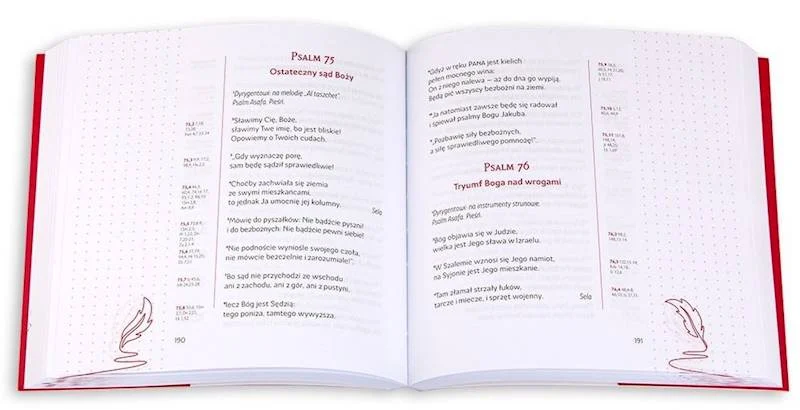 PSALM 75
Ostateczny sąd Boży
¹Dyrygentowi: na melodię „Al taszchet”.
Psalm Asafa. Pieśń.
²Sławimy Cię, Boże,
sławimy Twe imię, bo jest bliskie!
Opowiemy o Twoich cudach.
³„Gdy wyznaczę porę,
sam będę sądził sprawiedliwie!
⁴Choćby zachwiała się ziemia
ze swymi mieszkańcami,
to jednak Ja umocnię jej kolumny.
Sela
⁵Mówię do pyszałków: Nie bądźcie pyszni!
i do bezbożnych: Nie bądźcie pewni siebie!
⁶Nie podnoście wyniośle swojego czoła,
nie mówcie bezczelnie i zarozumiale!”.
⁷Bo sąd nie przychodzi ze wschodu
ani z zachodu, ani z gór, ani z pustyni,
⁸lecz Bóg jest Sędzią:
tego poniża, tamtego wywyższa.
190
⁹Gdyż w ręku PANA jest kielich
pełen mocnego wina;
On z niego nalewa — aż do dna go wypiją,
Będą pić wszyscy bezbożni na ziemi.
¹⁰Ja natomiast zawsze będę się radował
i śpiewał psalmy Bogu Jakuba.
¹¹„Pozbawię siły bezbożnych,
a siłę sprawiedliwego pomnożę!”.
PSALM 76
Tryumf Boga nad wrogami
¹Dyrygentowi: na instrumenty strunowe.
Psalm Asafa. Pieśń.
²Bóg objawia się w Judzie,
wielka jest Jego sława w Izraelu.
³W Szalemie wznosi się Jego namiot,
na Syjonie jest Jego mieszkanie.
⁴Tam złamał strzały łuków,
tarcze i miecze, i sprzęt wojenny.
Sela
191